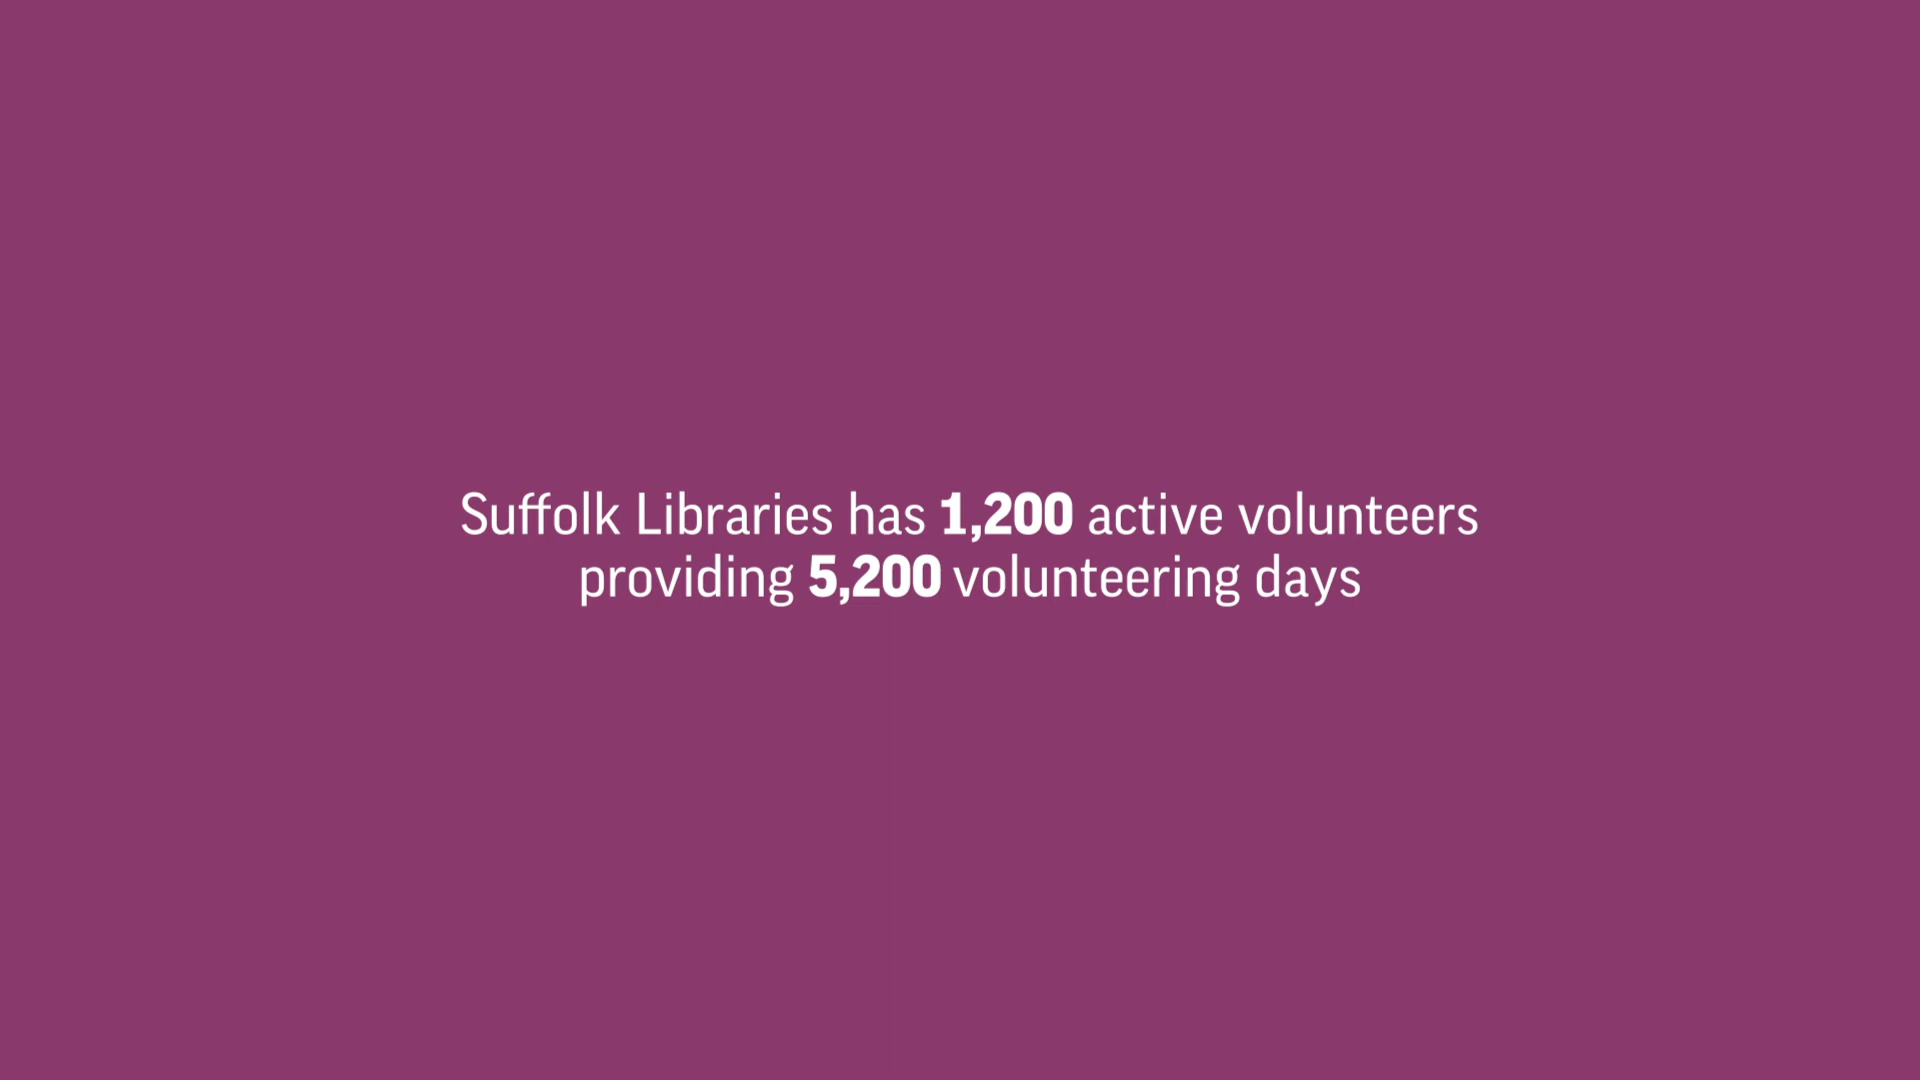 Suffolk Libraries has 1,200 active volunteers
providing 5,200 volunteering days